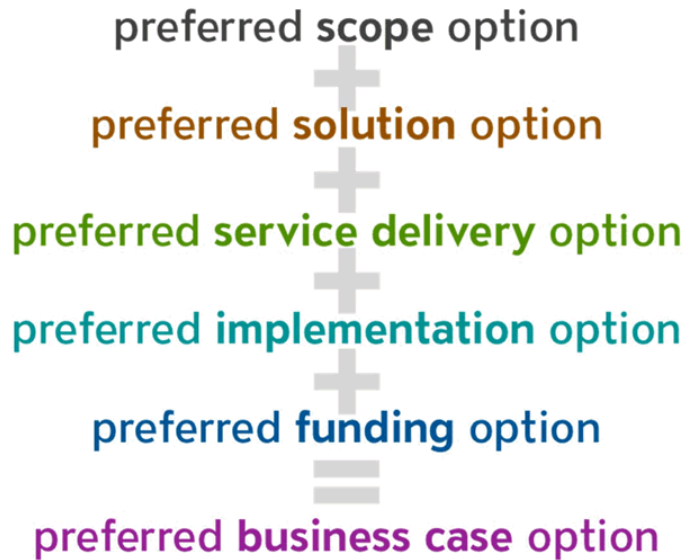 preferred scope option
+
preferred solution option
+
preferred service delivery option
+
preferred implementation option
+
preferred funding option
=
preferred business case option